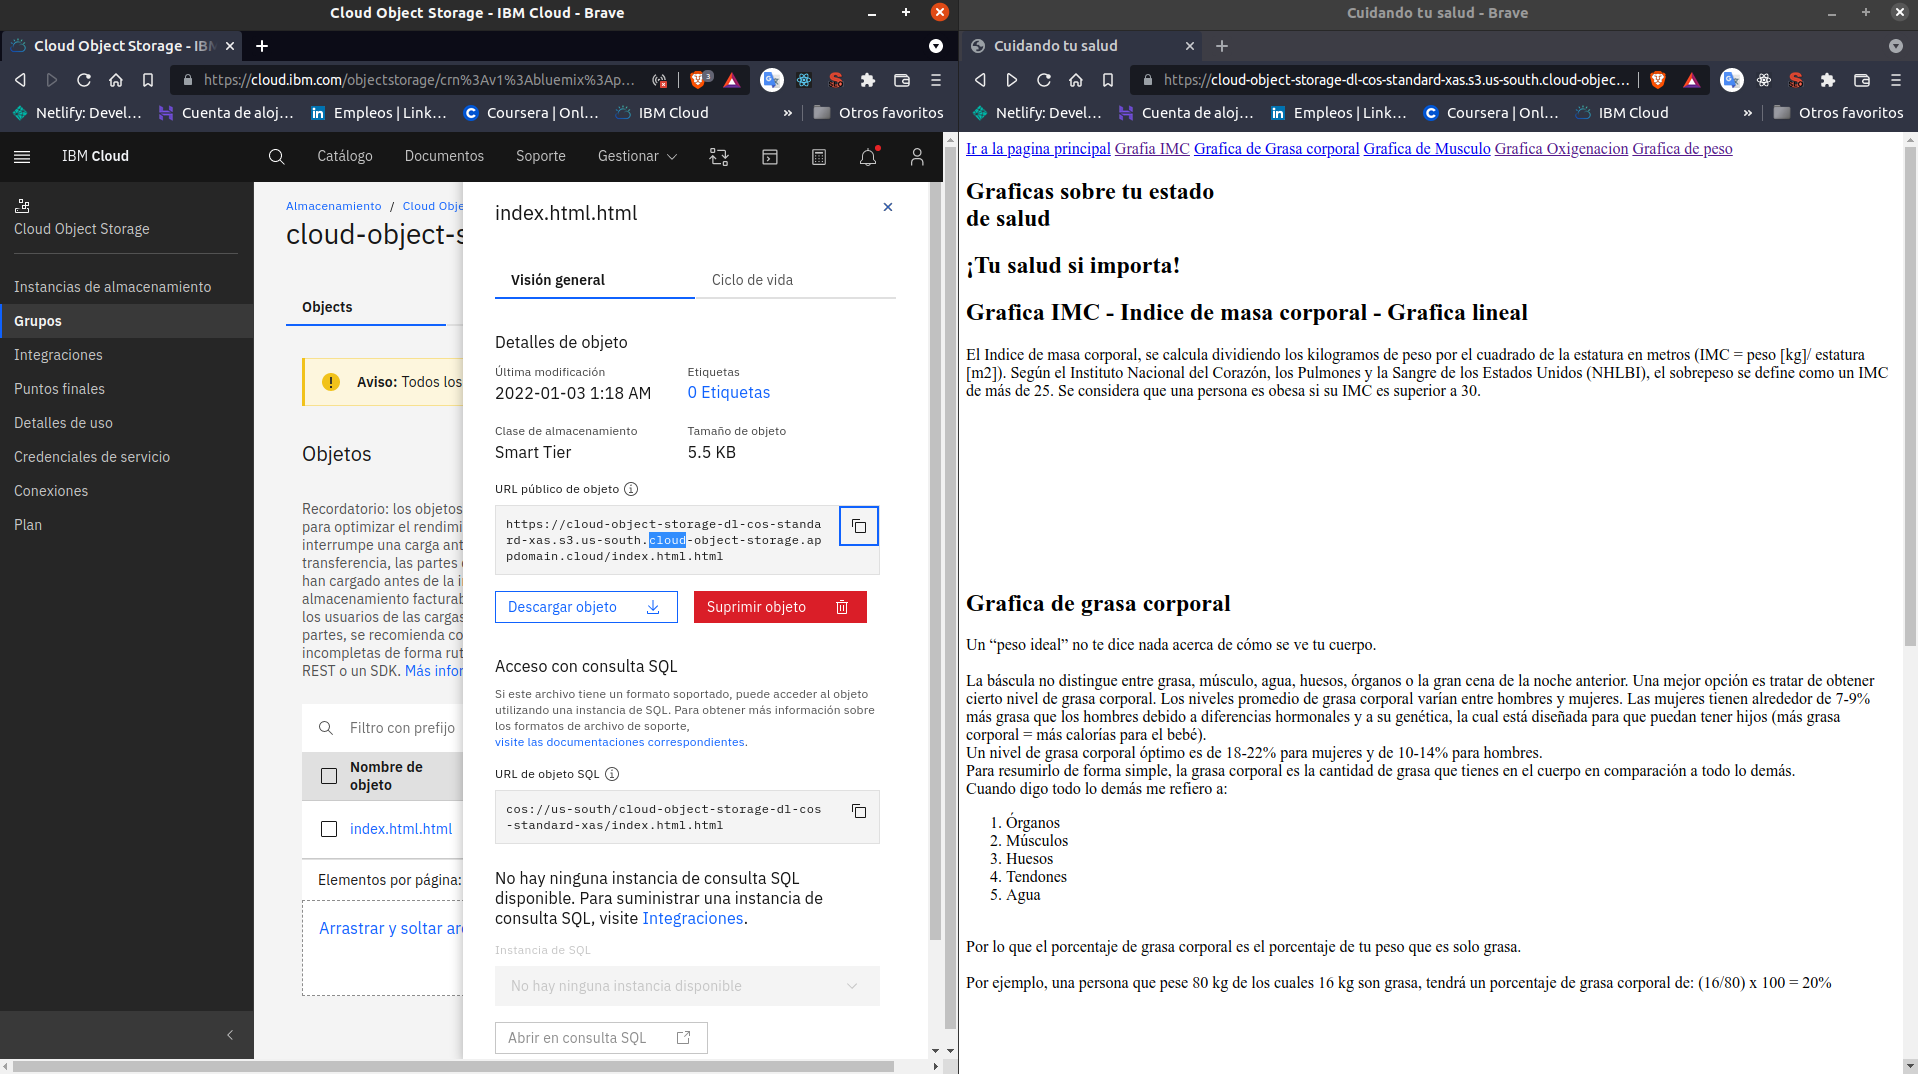 Cloud Object Storage - IBM Cloud - Brave
Cloud Object Storage - IBM
https://cloud.ibm.com/objectstorage/crn%3Av1%3Abluemix%3Ap...
3
Netlify: Devel...
Cuenta de aloj...
Empleos | Link...
Coursera | Onl...
IBM Cloud
»
Otros favoritos
IBM Cloud
Catálogo
Documentos
Soporte
Gestionar
Cloud Object Storage
Instancias de almacenamiento
Grupos
Integraciones
Puntos finales
Detalles de uso
Credenciales de servicio
Conexiones
Plan
Almacenamiento / Cloud Obje
cloud-object-s
Objects
Aviso: Todos los
Objetos
Recordatorio: los objetos
para optimizar el rendimi
interrumpe una carga ant
transferencia, las partes
han cargado antes de la i
almacenamiento facturab
los usuarios de las cargas
partes, se recomienda co
incompletas de forma rut
REST o un SDK. Más infor
Filtro con prefijo
Nombre de
objeto
index.html.html
Elementos por página:
Arrastrar y soltar arc
index.html.html
Visión general
Ciclo de vida
Detalles de objeto
Última modificación
2022-01-03 1:18 AM
Etiquetas
0 Etiquetas
Clase de almacenamiento
Smart Tier
Tamaño de objeto
5.5 KB
URL público de objeto
https://cloud-object-storage-dl-cos-standa
rd-xas.s3.us-south.cloud-object-storage.ap
pdomain.cloud/index.html.html
Descargar objeto
Suprimir objeto
Acceso con consulta SQL
Si este archivo tiene un formato soportado, puede acceder al objeto
utilizando una instancia de SQL. Para obtener más información sobre
los formatos de archivo de soporte,
visite las documentaciones correspondientes.
URL de objeto SQL
cos://us-south/cloud-object-storage-dl-cos
-standard-xas/index.html.html
No hay ninguna instancia de consulta SQL
disponible. Para suministrar una instancia de
consulta SQL, visite Integraciones.
Instancia de SQL
No hay ninguna instancia disponible
Abrir en consulta SQL
Cuidando tu salud - Brave
Cuidando tu salud
https://cloud-object-storage-dl-cos-standard-xas.s3.us-south.cloud-objec...
Netlify: Devel...
Cuenta de aloj...
Empleos | Link...
Coursera | Onl...
IBM Cloud
»
Otros favoritos
Ir a la pagina principal Grafia IMC Grafica de Grasa corporal Grafica de Musculo Grafica Oxigenacion Grafica de peso
Graficas sobre tu estado
de salud
¡Tu salud si importa!
Grafica IMC - Indice de masa corporal - Grafica lineal
El Indice de masa corporal, se calcula dividiendo los kilogramos de peso por el cuadrado de la estatura en metros (IMC = peso [kg]/ estatura
[m2]). Según el Instituto Nacional del Corazón, los Pulmones y la Sangre de los Estados Unidos (NHLBI), el sobrepeso se define como un IMC
de más de 25. Se considera que una persona es obesa si su IMC es superior a 30.
Grafica de grasa corporal
Un “peso ideal” no te dice nada acerca de cómo se ve tu cuerpo.
La báscula no distingue entre grasa, músculo, agua, huesos, órganos o la gran cena de la noche anterior. Una mejor opción es tratar de obtener
cierto nivel de grasa corporal. Los niveles promedio de grasa corporal varían entre hombres y mujeres. Las mujeres tienen alrededor de 7-9%
más grasa que los hombres debido a diferencias hormonales y a su genética, la cual está diseñada para que puedan tener hijos (más grasa
corporal = más calorías para el bebé).
Un nivel de grasa corporal óptimo es de 18-22% para mujeres y de 10-14% para hombres.
Para resumirlo de forma simple, la grasa corporal es la cantidad de grasa que tienes en el cuerpo en comparación a todo lo demás.
Cuando digo todo lo demás me refiero a:
1. Órganos
2. Músculos
3. Huesos
4. Tendones
5. Agua
Por lo que el porcentaje de grasa corporal es el porcentaje de tu peso que es solo grasa.
Por ejemplo, una persona que pese 80 kg de los cuales 16 kg son grasa, tendrá un porcentaje de grasa corporal de: (16/80) x 100 = 20%